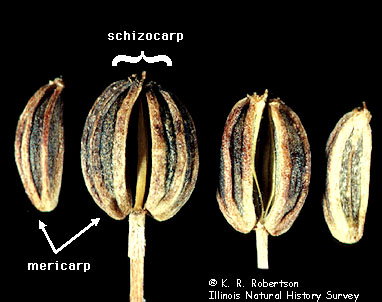 schizocarp
mericarp
© K. R. Robertson
Illinois Natural History Survey